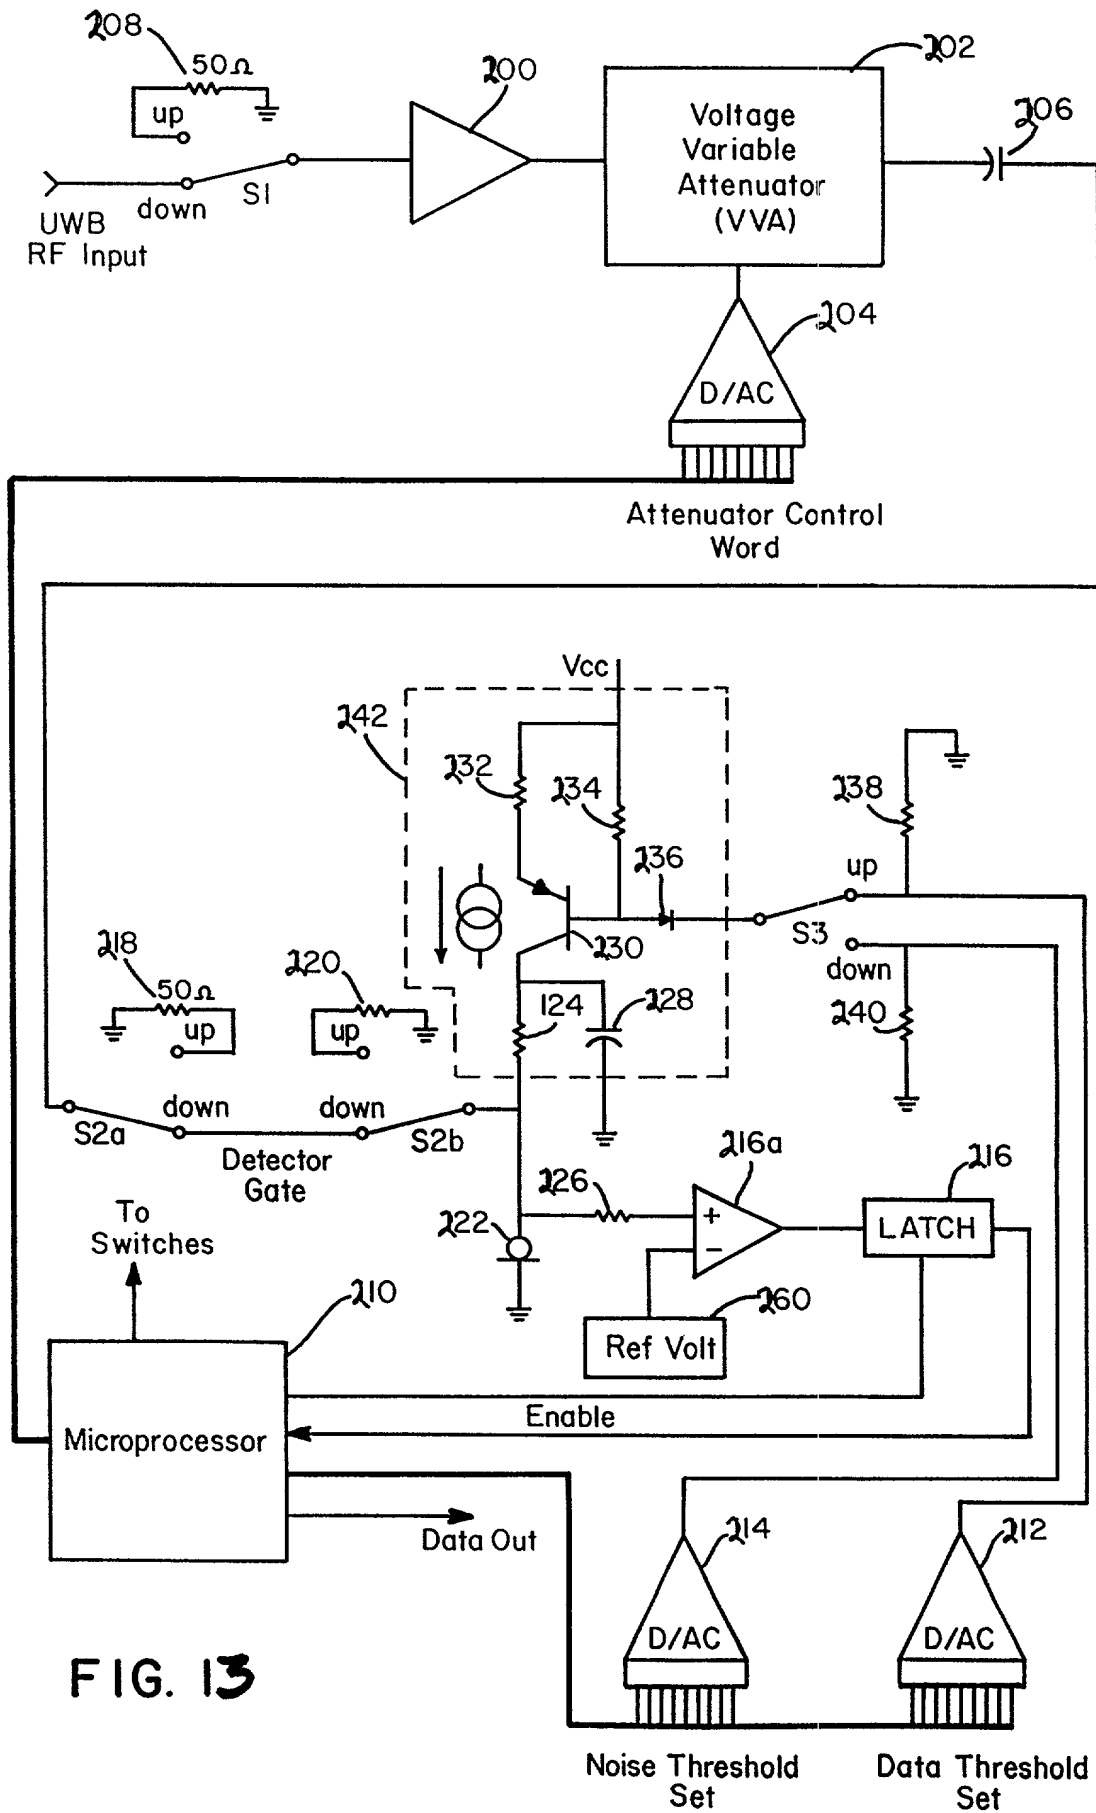 208
50Ω
up
S1
down
UWB
RF Input
200
202
Voltage
Variable
Attenuator
(VVA)
206
204
D/AC
Attenuator Control
Word
Vcc
242
232
234
236
230
238
up
S3
down
240
218
50Ω
up
220
up
124
228
S2a
down
down
S2b
Detector
Gate
To
Switches
222
226
216a
+
−
216
LATCH
260
Ref Volt
210
Microprocessor
Enable
Data Out
214
D/AC
212
D/AC
Noise Threshold
Set
Data Threshold
Set
FIG. 13